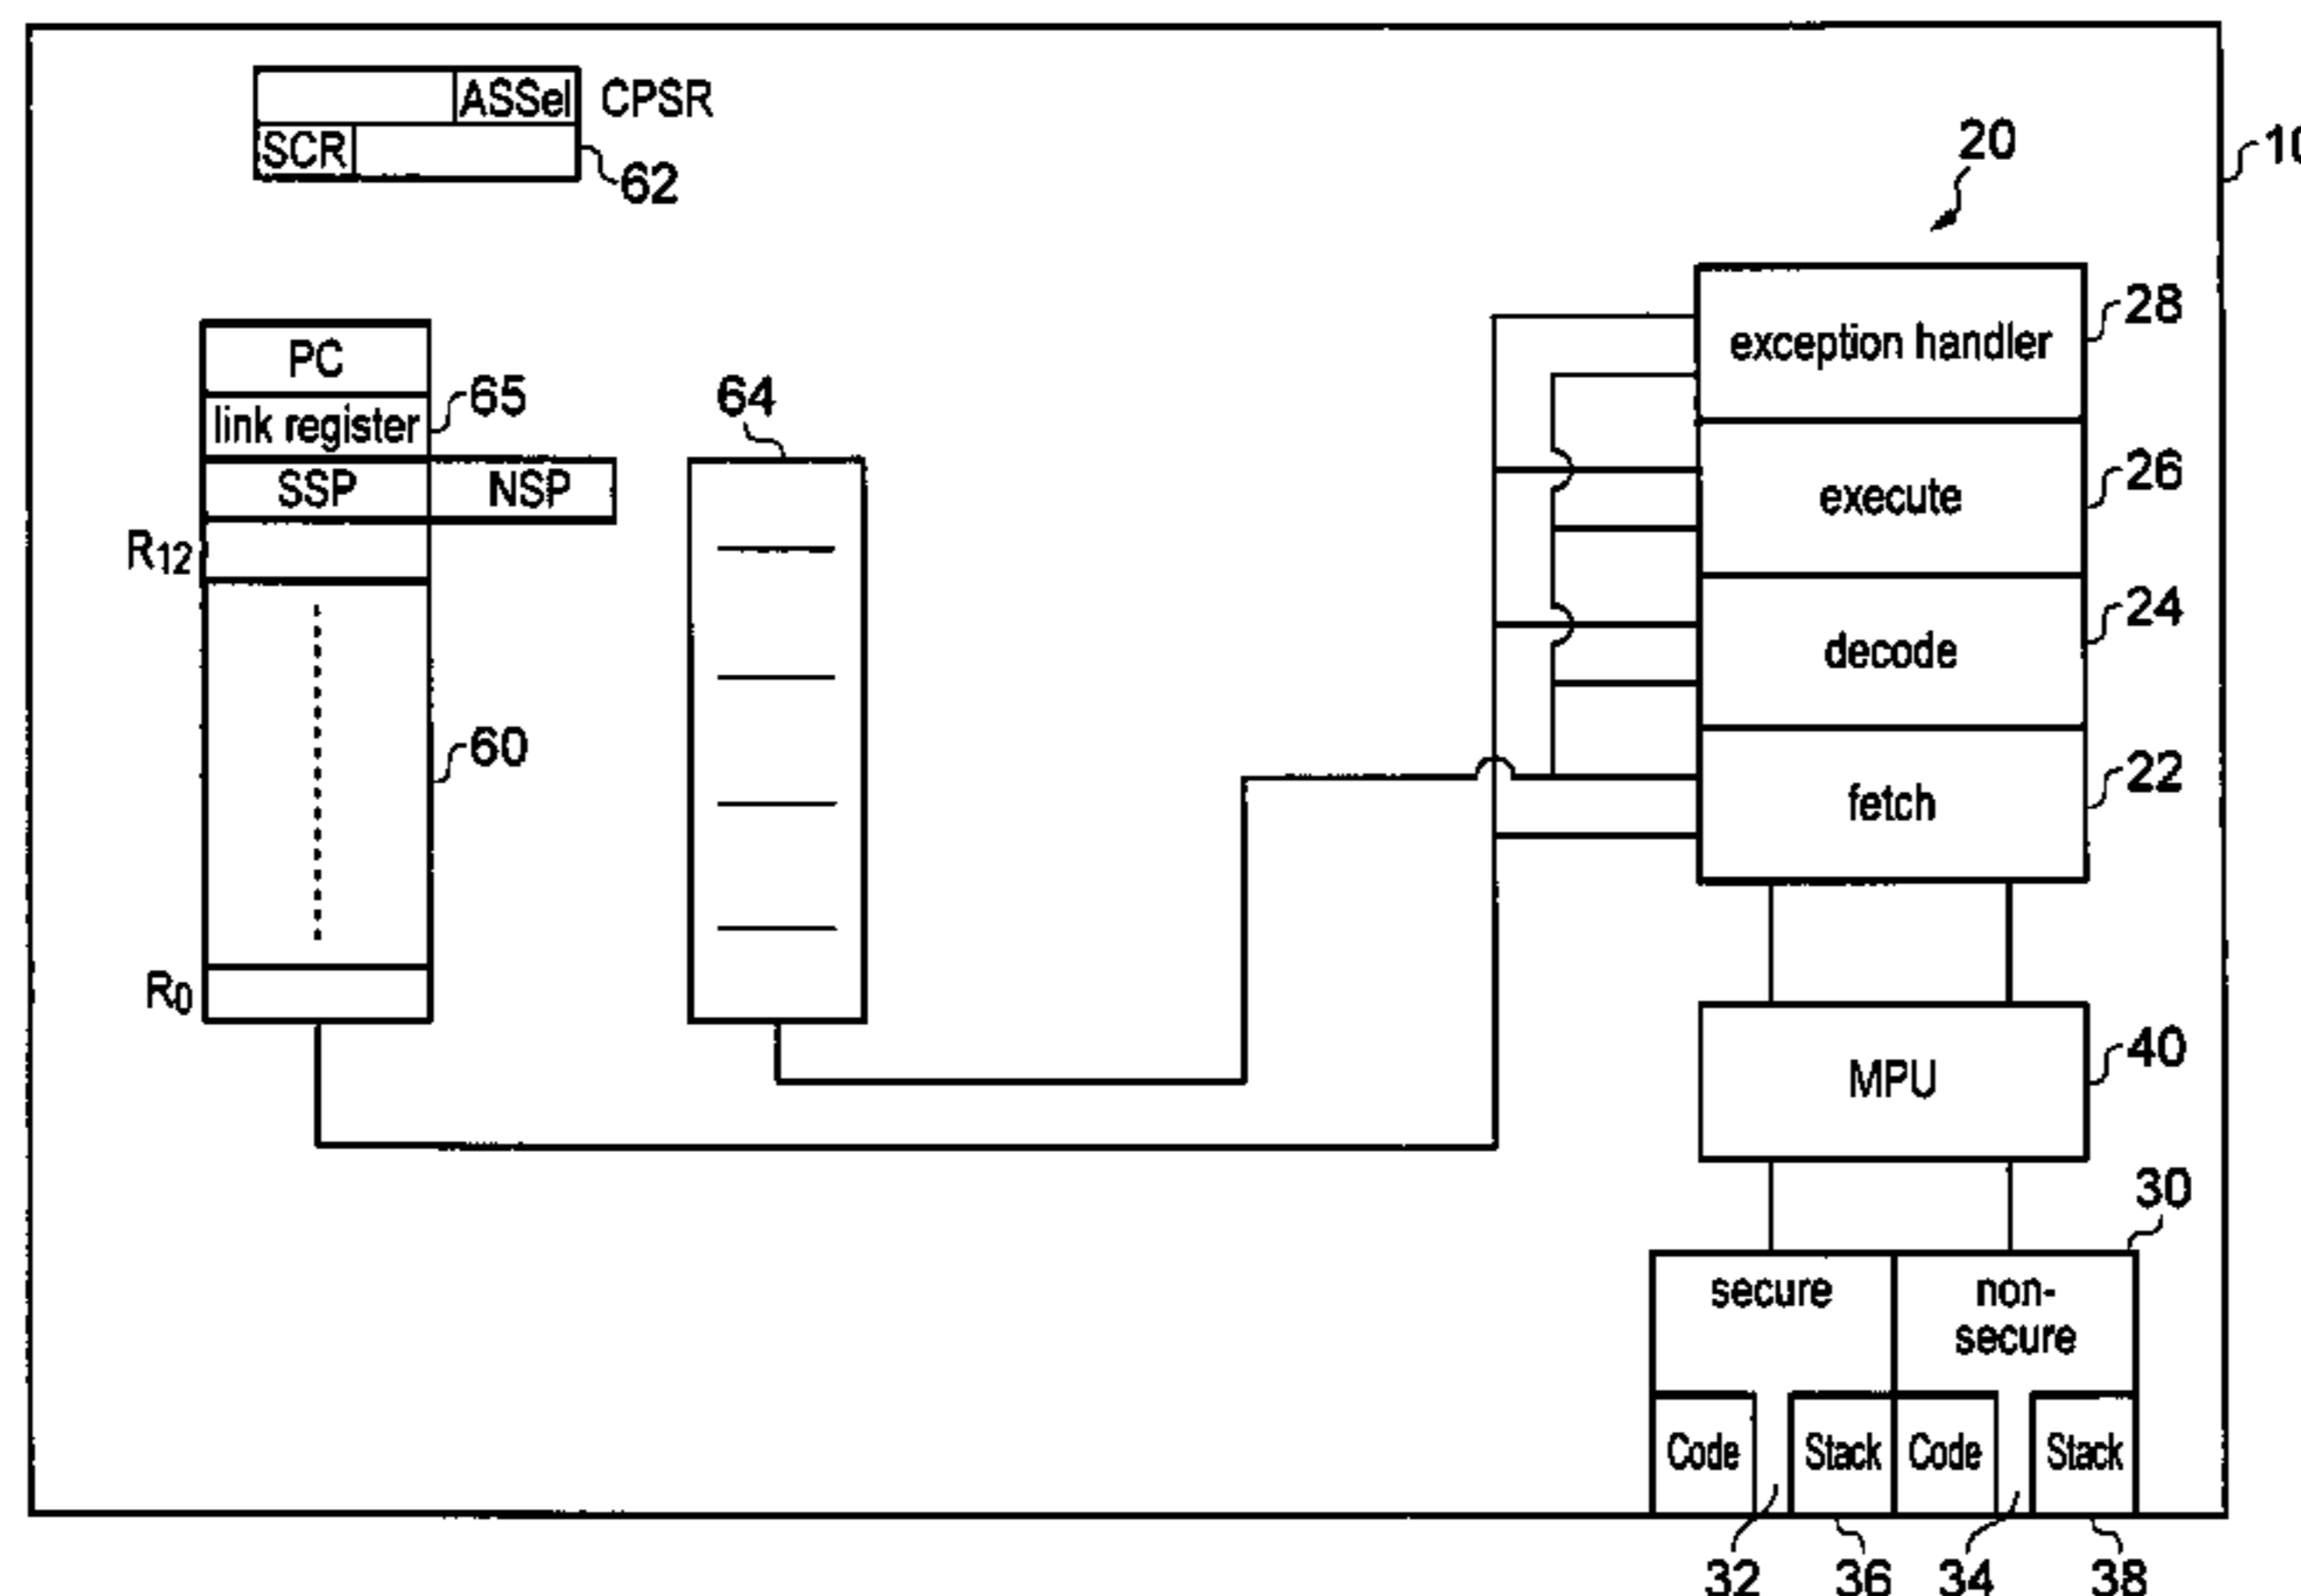 ASSel CPSR
SCR
62
20
10
PC
link register
65
SSP NSP
R12
60
R0
64
exception handler
28
execute
26
decode
24
fetch
22
MPU
40
30
secure
non-
secure
Code Stack Code Stack
32 36 34 38